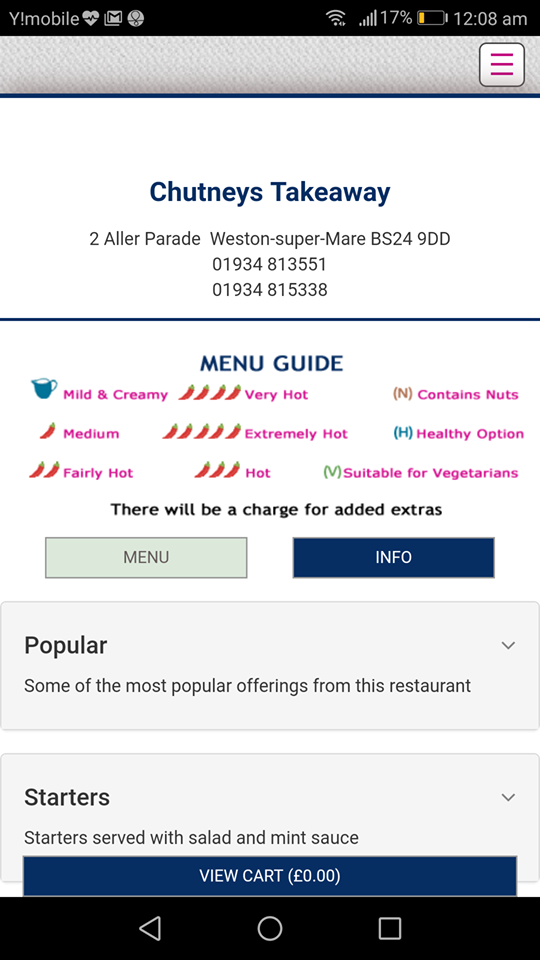 Y!mobile 17% 12:08 am
Chutneys Takeaway
2 Aller Parade Weston-super-Mare BS24 9DD
01934 813551
01934 815338
MENU GUIDE
Mild & Creamy Very Hot (N) Contains Nuts
Medium Extremely Hot (H) Healthy Option
Fairly Hot Hot (V) Suitable for Vegetarians
There will be a charge for added extras
MENU INFO
Popular
Some of the most popular offerings from this restaurant
Starters
Starters served with salad and mint sauce
VIEW CART (£0.00)